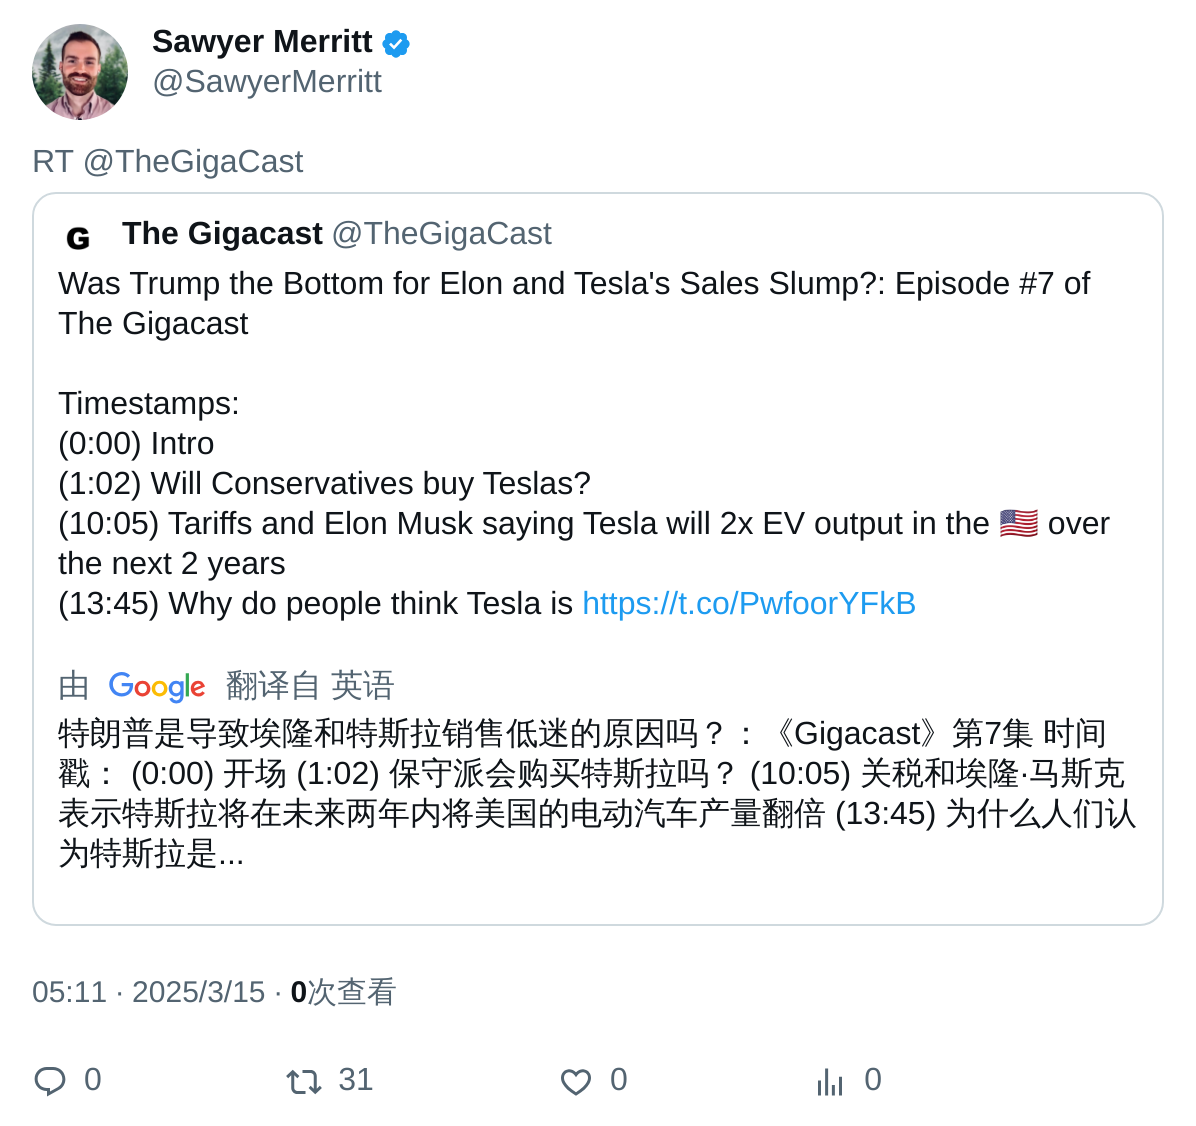 Sawyer Merritt
@SawyerMerritt
RT @TheGigaCast
G The Gigacast @TheGigaCast
Was Trump the Bottom for Elon and Tesla's Sales Slump?: Episode #7 of
The Gigacast
Timestamps:
(0:00) Intro
(1:02) Will Conservatives buy Teslas?
(10:05) Tariffs and Elon Musk saying Tesla will 2x EV output in the 🇺🇸 over
the next 2 years
(13:45) Why do people think Tesla is https://t.co/PwfoorYFkB
由 Google 翻译自 英语
特朗普是导致埃隆和特斯拉销售低迷的原因吗？：《Gigacast》第7集 时间
戳： (0:00) 开场 (1:02) 保守派会购买特斯拉吗？ (10:05) 关税和埃隆·马斯克
表示特斯拉将在未来两年内将美国的电动汽车产量翻倍 (13:45) 为什么人们认
为特斯拉是...
05:11 · 2025/3/15 · 0次查看
0 31 0 0